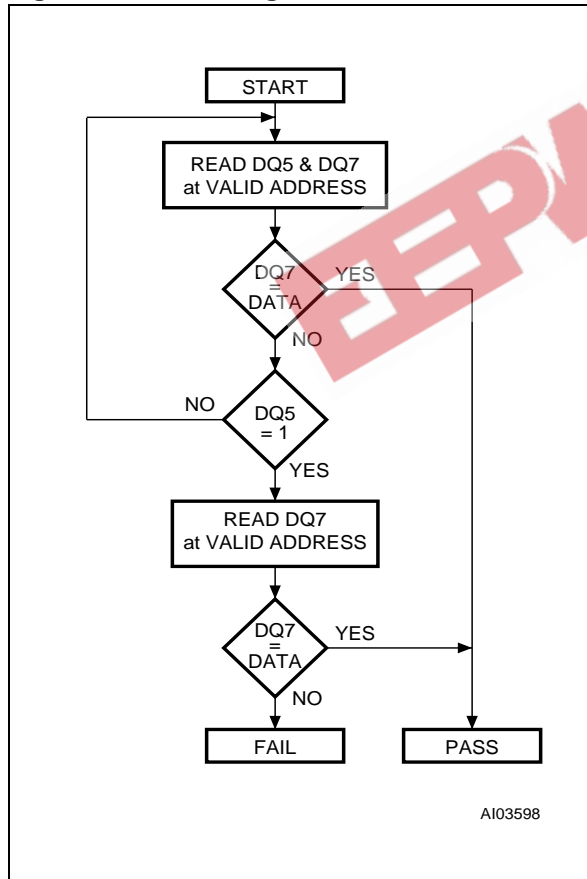 START
READ DQ5 & DQ7
at VALID ADDRESS
DQ7
=
DATA
YES
NO
DQ5
= 1
NO
YES
READ DQ7
at VALID ADDRESS
DQ7
=
DATA
YES
NO
FAIL
PASS
AI03598